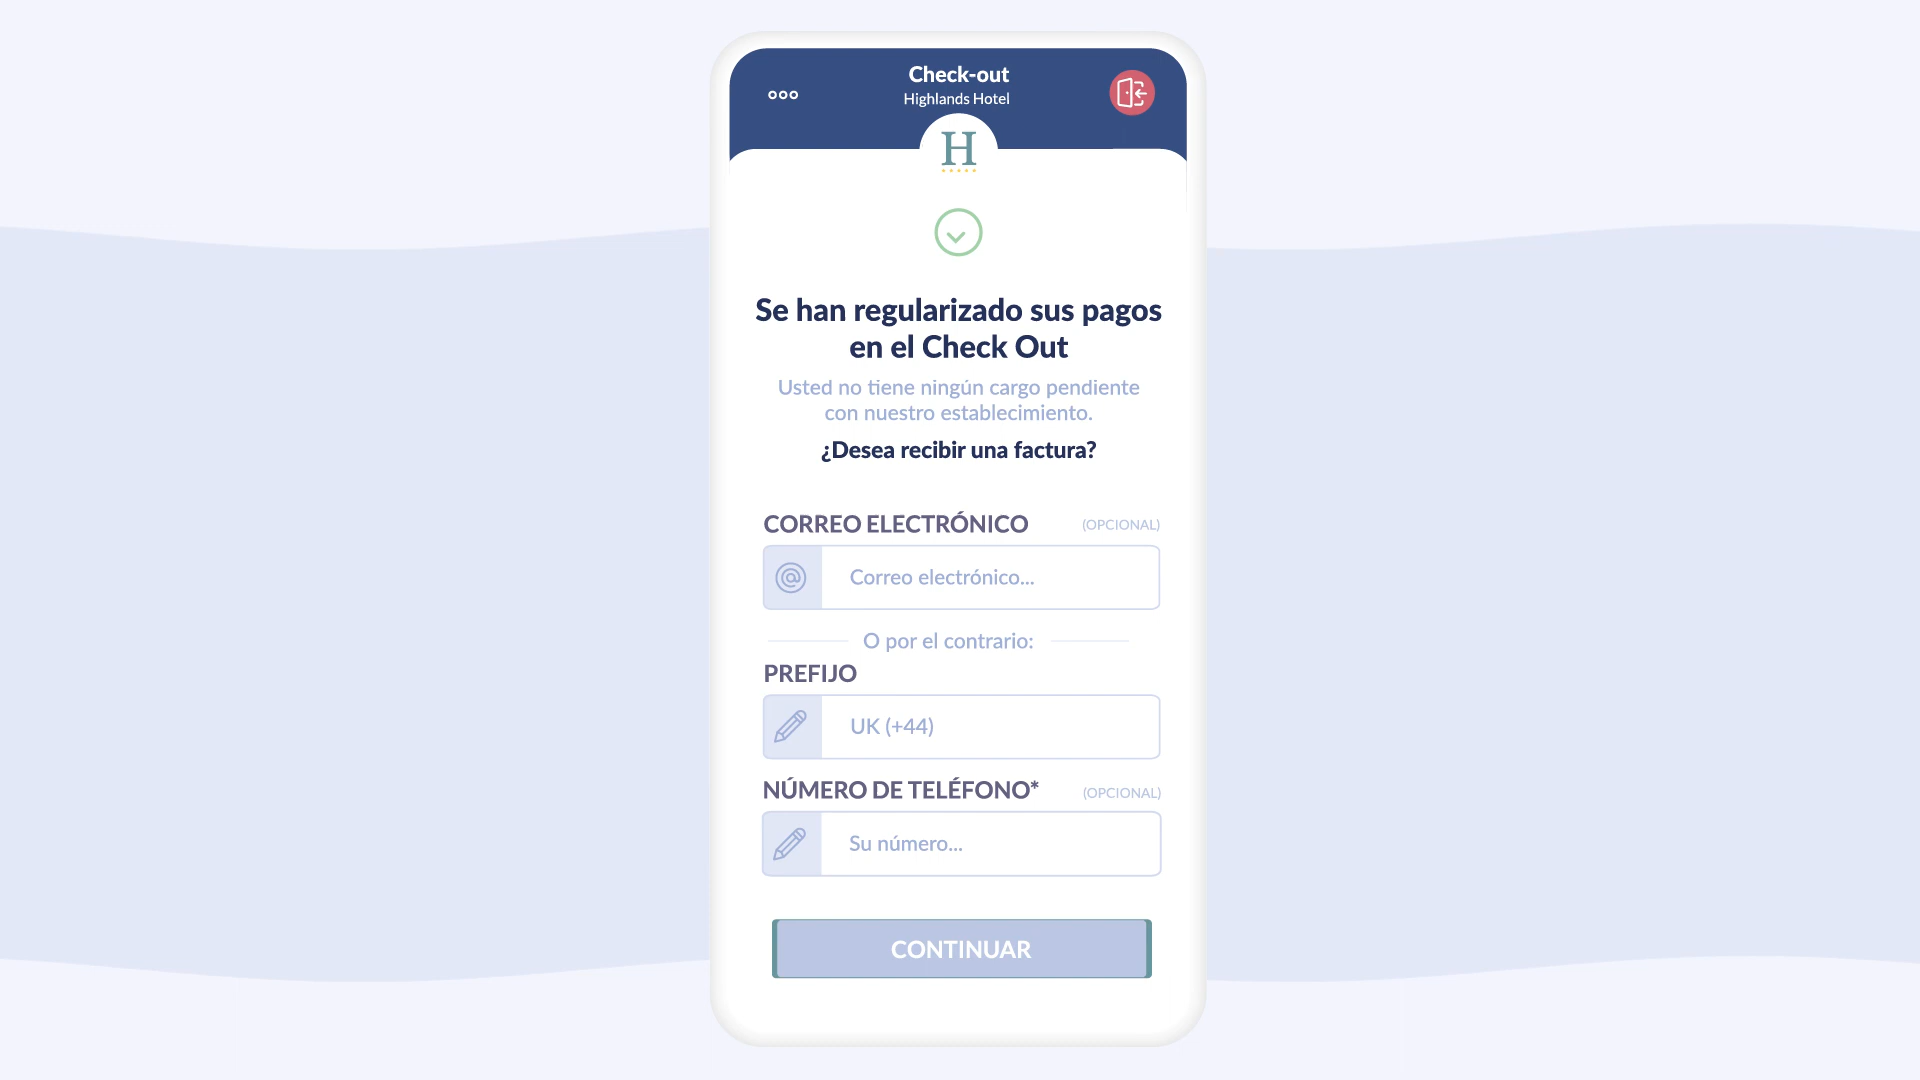 Check-out
Highlands Hotel
H
Se han regularizado sus pagos
en el Check Out
Usted no tiene ningún cargo pendiente
con nuestro establecimiento.
¿Desea recibir una factura?
CORREO ELECTRÓNICO (OPCIONAL)
@ Correo electrónico...
O por el contrario:
PREFIJO
UK (+44)
NÚMERO DE TELÉFONO* (OPCIONAL)
Su número...
CONTINUAR